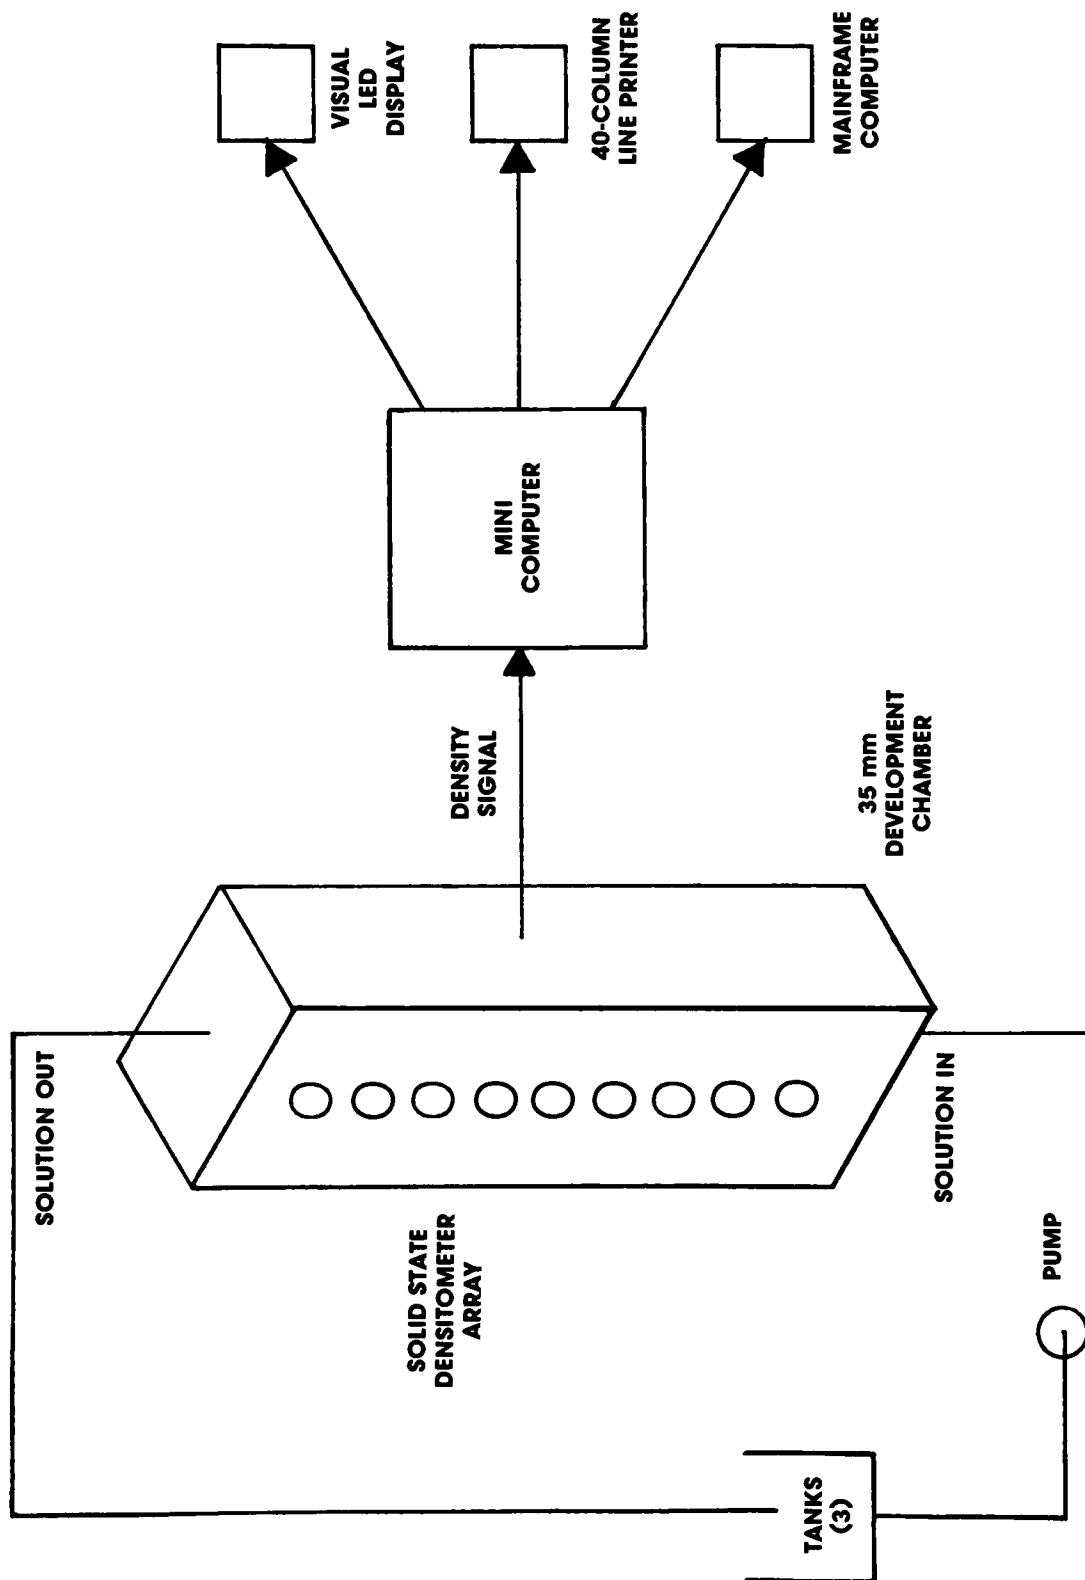 SOLUTION OUT
TANKS
(3)
PUMP
SOLID STATE
DENSITOMETER
ARRAY
SOLUTION IN
35 mm
DEVELOPMENT
CHAMBER
DENSITY
SIGNAL
MINI
COMPUTER
VISUAL
LED
DISPLAY
40-COLUMN
LINE PRINTER
MAINFRAME
COMPUTER